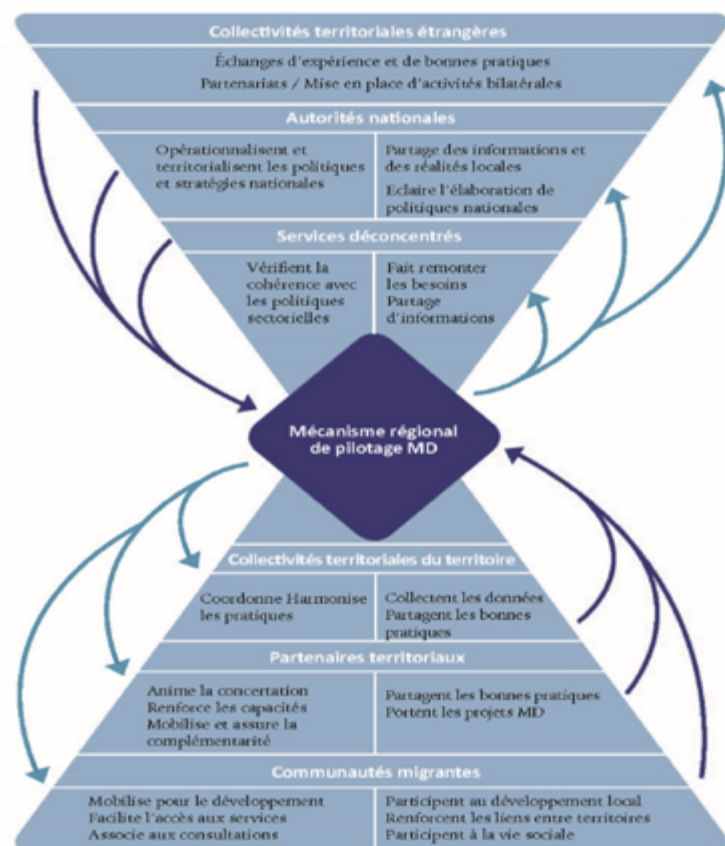 Collectivités territoriales étrangères
Échanges d'expérience et de bonnes pratiques
Partenariats / Mise en place d'activités bilatérales
Autorités nationales
Opérationnalisent et
territorialisent les politiques
et stratégies nationales
Partage des informations et
des réalités locales
Eclaire l'élaboration de
politiques nationales
Services déconcentrés
Vérifient la
cohérence avec
les politiques
sectorielles
Fait remonter
les besoins
Partage
d'informations
Mécanisme régional
de pilotage MD
Collectivités territoriales du territoire
Coordonne Harmonise
les pratiques
Collectent les données
Partagent les bonnes
pratiques
Partenaires territoriaux
Anime la concertation
Renforce les capacités
Mobilise et assure la
complémentarité
Partagent les bonnes pratiques
Portent les projets MD
Communautés migrantes
Mobilise pour le développement
Facilite l'accès aux services
Associe aux consultations
Participent au développement local
Renforcent les liens entre territoires
Participent à la vie sociale